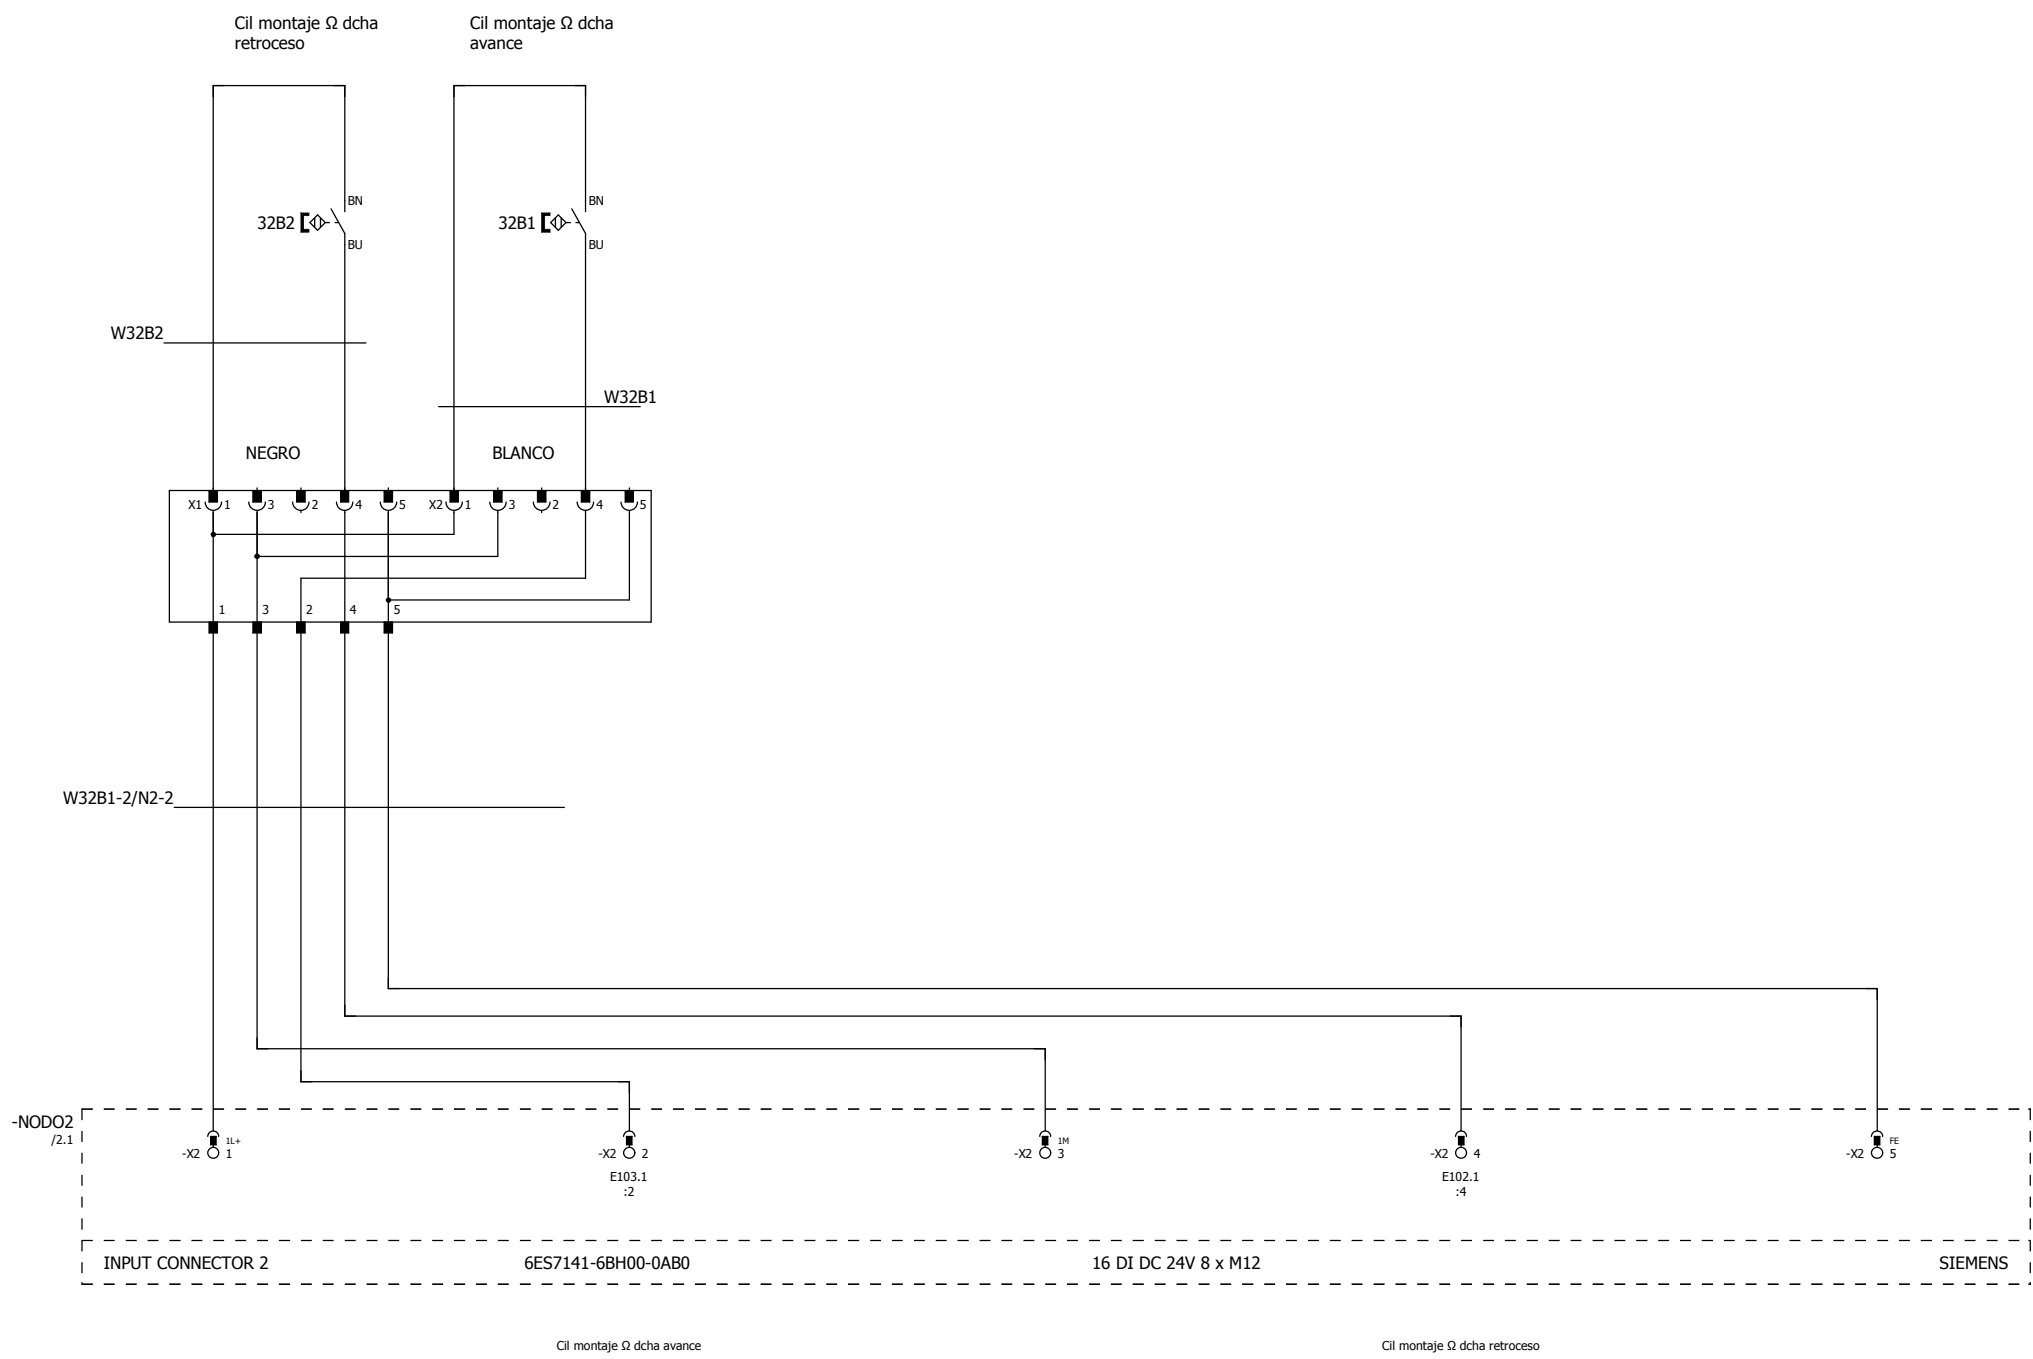 Cil montaje Ω dcha
retroceso
Cil montaje Ω dcha
avance
BN
32B2
BU
BN
32B1
BU
W32B2
W32B1
NEGRO
BLANCO
X1 1 3 2 4 5 X2 1 3 2 4 5
1 3 2 4 5
W32B1-2/N2-2
-NODO2
/2.1
1L+
-X2 1
-X2 2
E103.1
:2
1M
-X2 3
-X2 4
E102.1
:4
FE
-X2 5
INPUT CONNECTOR 2 6ES7141-6BH00-0AB0 16 DI DC 24V 8 x M12 SIEMENS
Cil montaje Ω dcha avance Cil montaje Ω dcha retroceso